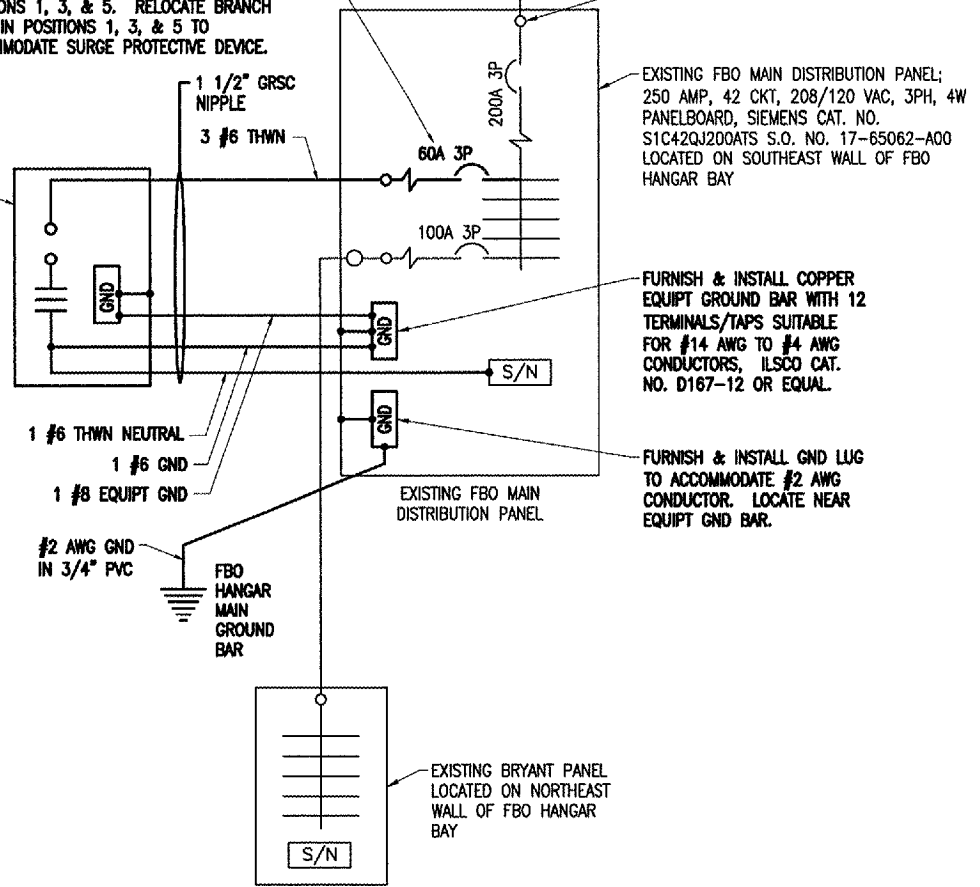 ONS 1, 3, & 5. RELOCATE BRANCH
IN POSITIONS 1, 3, & 5 TO
MODATE SURGE PROTECTIVE DEVICE.
1 1/2" GRSC
NIPPLE
3 #6 THWN
200A 3P
60A 3P
100A 3P
EXISTING FBO MAIN DISTRIBUTION PANEL;
250 AMP, 42 CKT, 208/120 VAC, 3PH, 4W
PANELBOARD, SIEMENS CAT. NO.
S1C42QJ200ATS S.O. NO. 17-65062-A00
LOCATED ON SOUTHEAST WALL OF FBO
HANGAR BAY
GND
GND
S/N
GND
FURNISH & INSTALL COPPER
EQUIPT GROUND BAR WITH 12
TERMINALS/TAPS SUITABLE
FOR #14 AWG TO #4 AWG
CONDUCTORS, ILSCO CAT.
NO. D167-12 OR EQUAL.
1 #6 THWN NEUTRAL
1 #6 GND
1 #8 EQUIPT GND
EXISTING FBO MAIN
DISTRIBUTION PANEL
FURNISH & INSTALL GND LUG
TO ACCOMMODATE #2 AWG
CONDUCTOR. LOCATE NEAR
EQUIPT GND BAR.
#2 AWG GND
IN 3/4" PVC
FBO
HANGAR
MAIN
GROUND
BAR
EXISTING BRYANT PANEL
LOCATED ON NORTHEAST
WALL OF FBO HANGAR
BAY
S/N